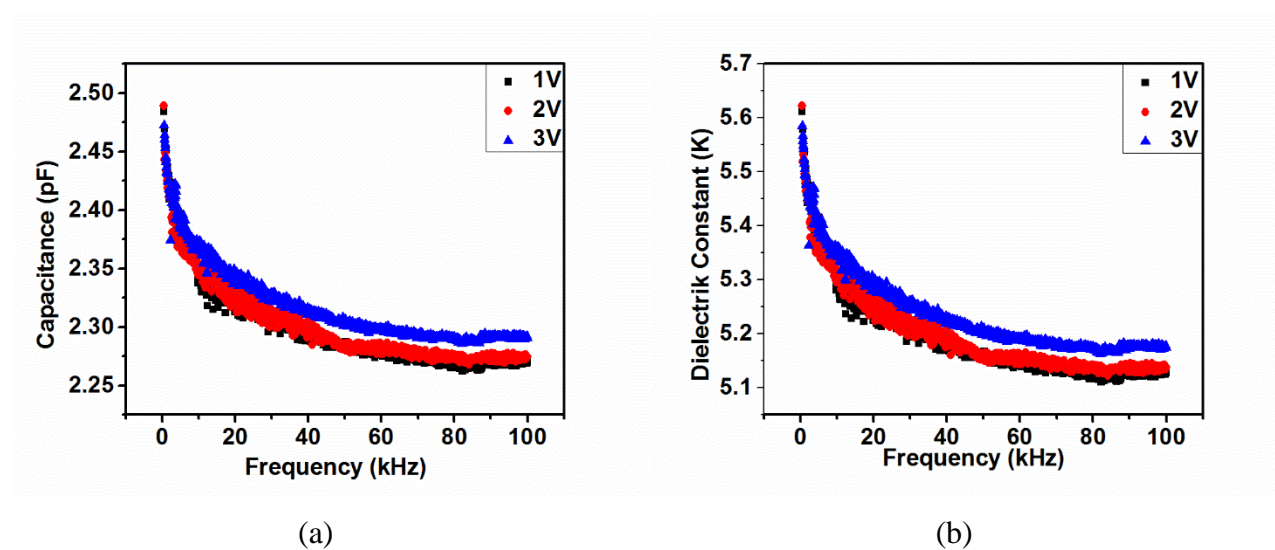 2.50
2.45
2.40
2.35
2.30
2.25
Capacitance (pF)
0 20 40 60 80 100
Frequency (kHz)
1V
2V
3V
(a)
5.7
5.6
5.5
5.4
5.3
5.2
5.1
Dielectrik Constant (K)
0 20 40 60 80 100
Frequency (kHz)
1V
2V
3V
(b)